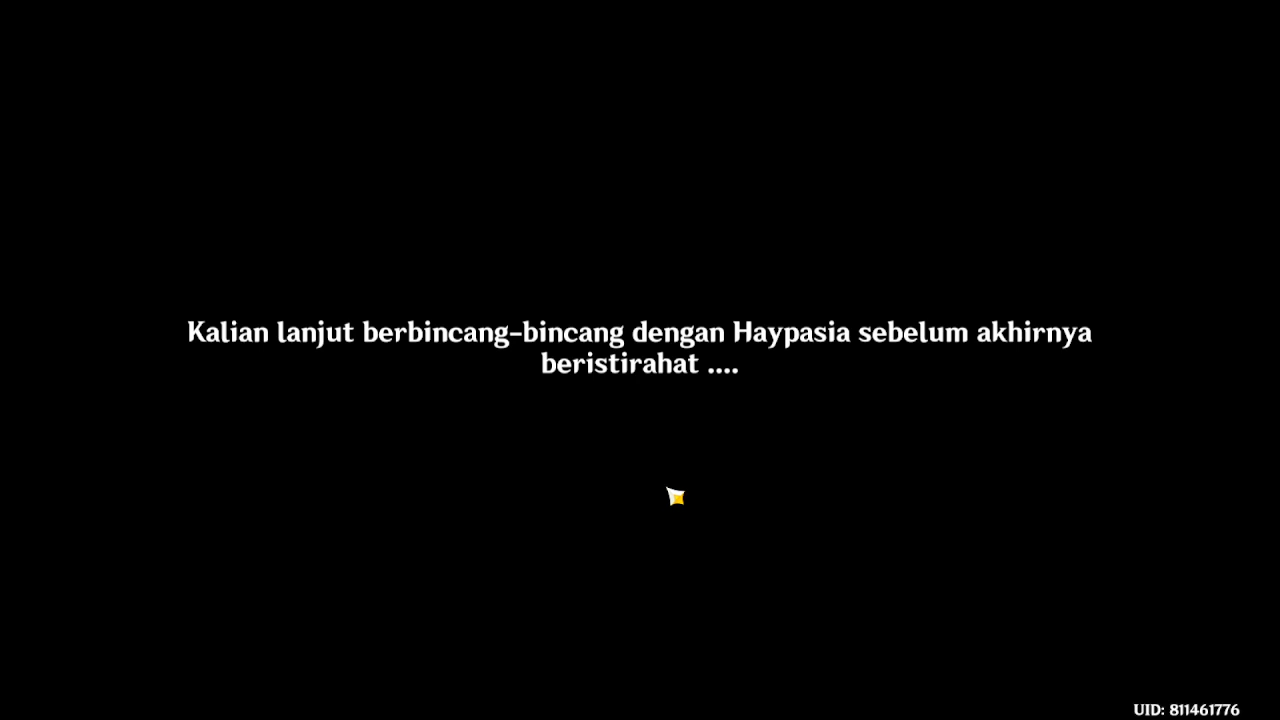 Kalian lanjut berbincang-bincang dengan Haypasia sebelum akhirnya
beristirahat ....
UID: 811461776